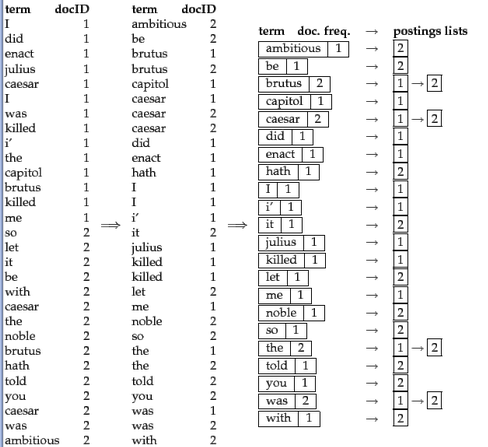 term docID
I 1
did 1
enact 1
julius 1
caesar 1
I 1
was 1
killed 1
i' 1
the 1
capitol 1
brutus 1
killed 1
me 1
so 2
let 2
it 2
be 2
with 2
caesar 2
the 2
noble 2
brutus 2
hath 2
told 2
you 2
caesar 2
was 2
ambitious 2
⇒
term docID
ambitious 2
be 2
brutus 1
brutus 2
capitol 1
caesar 1
caesar 2
caesar 2
did 1
enact 1
hath 1
I 1
I 1
i' 1
it 2
julius 1
killed 1
killed 1
let 2
me 1
noble 2
so 2
the 1
the 2
told 2
you 2
was 1
was 2
with 2
⇒
term doc. freq. → postings lists
ambitious 1 → 2
be 1 → 2
brutus 2 → 1 → 2
capitol 1 → 1
caesar 2 → 1 → 2
did 1 → 1
enact 1 → 1
hath 1 → 2
I 1 → 1
i' 1 → 1
it 1 → 2
julius 1 → 1
killed 1 → 1
let 1 → 2
me 1 → 1
noble 1 → 2
so 1 → 2
the 2 → 1 → 2
told 1 → 2
you 1 → 2
was 2 → 1 → 2
with 1 → 2